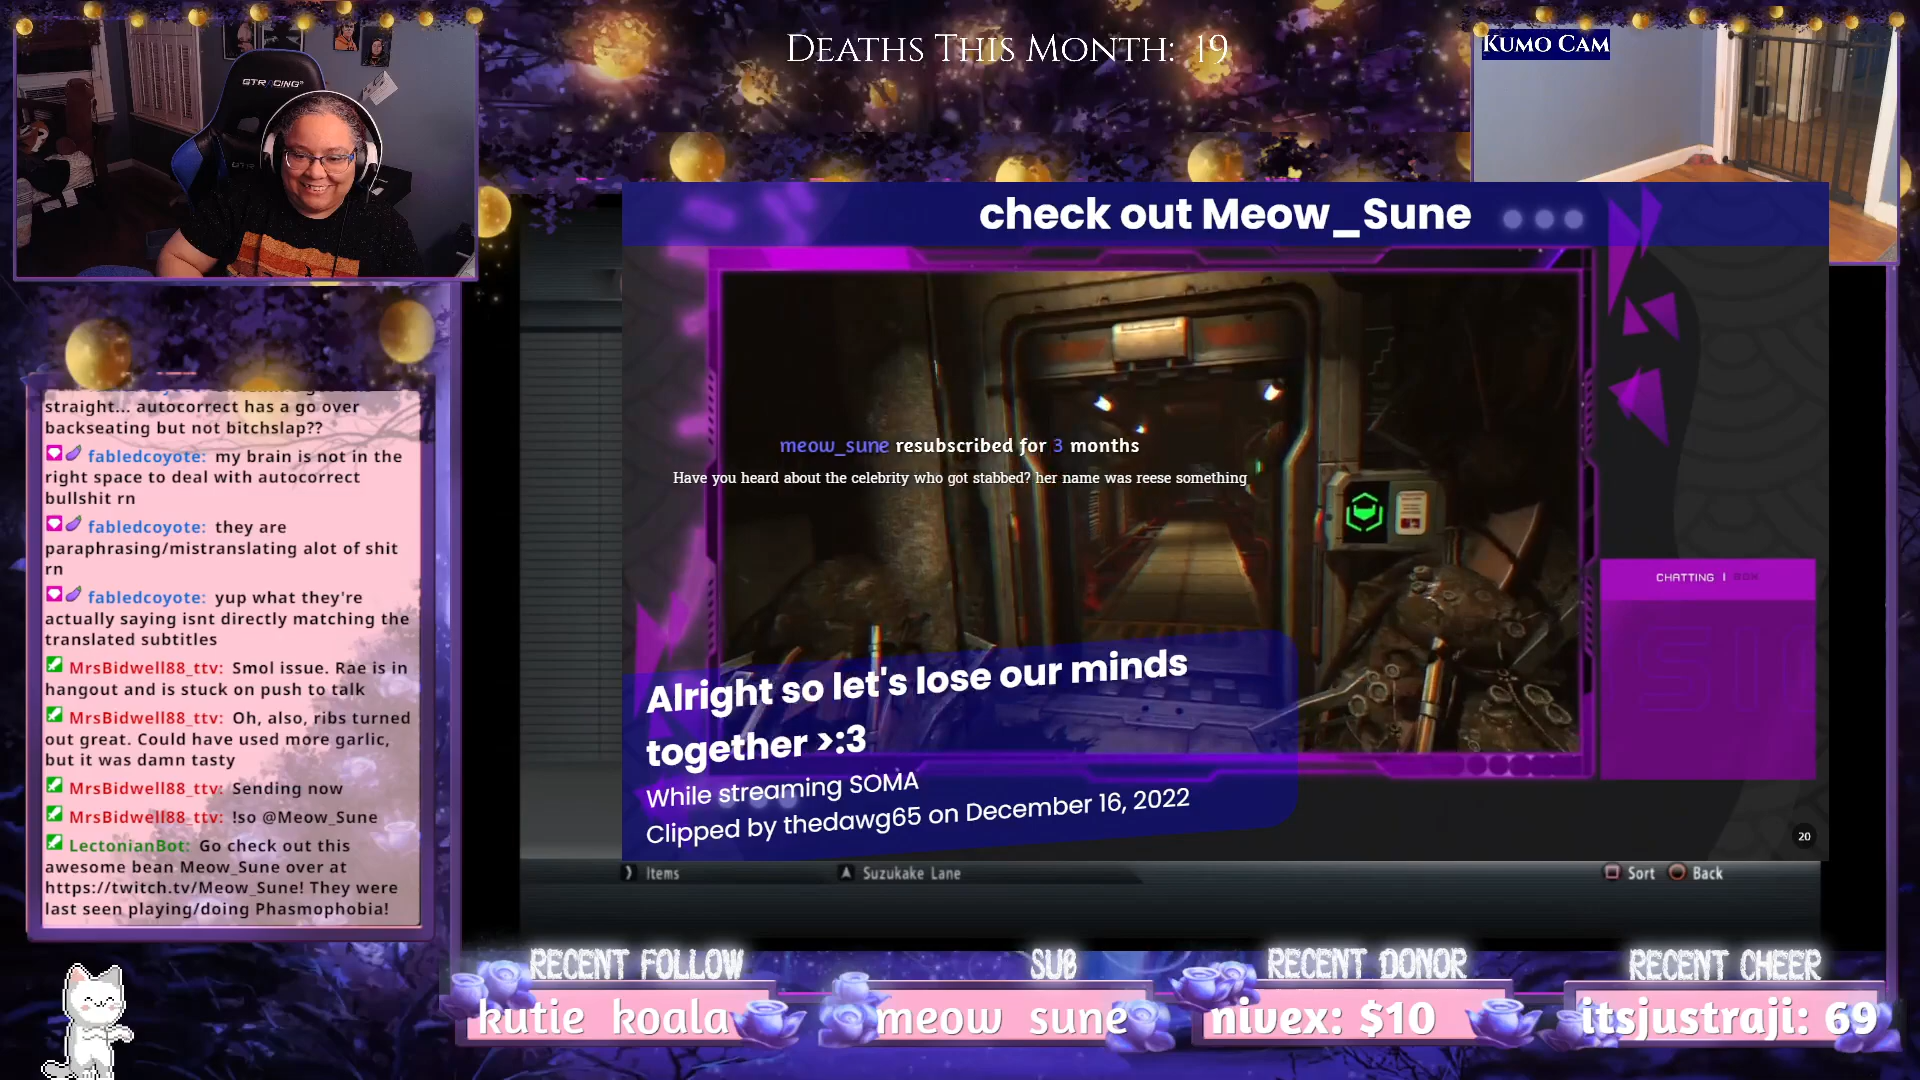 DEATHS THIS MONTH: 19
KUMO CAM
GTRACING
GTR
check out Meow_Sune
meow_sune resubscribed for 3 months
Have you heard about the celebrity who got stabbed? her name was reese something
CHATTING |
Alright so let's lose our minds
together >:3
While streaming SOMA
Clipped by thedawg65 on December 16, 2022
20
straight... autocorrect has a go over
backseating but not bitchslap??
fabledcoyote: my brain is not in the
right space to deal with autocorrect
bullshit rn
fabledcoyote: they are
paraphrasing/mistranslating alot of shit
rn
fabledcoyote: yup what they're
actually saying isnt directly matching the
translated subtitles
MrsBidwell88_ttv: Smol issue. Rae is in
hangout and is stuck on push to talk
MrsBidwell88_ttv: Oh, also, ribs turned
out great. Could have used more garlic,
but it was damn tasty
MrsBidwell88_ttv: Sending now
MrsBidwell88_ttv: !so @Meow_Sune
LectonianBot: Go check out this
awesome bean Meow_Sune over at
https://twitch.tv/Meow_Sune! They were
last seen playing/doing Phasmophobia!
Items
Suzukake Lane
Sort
Back
RECENT FOLLOW
kutie koala
SUB
meow sune
RECENT DONOR
nivex: $10
RECENT CHEER
itsjustraji: 69